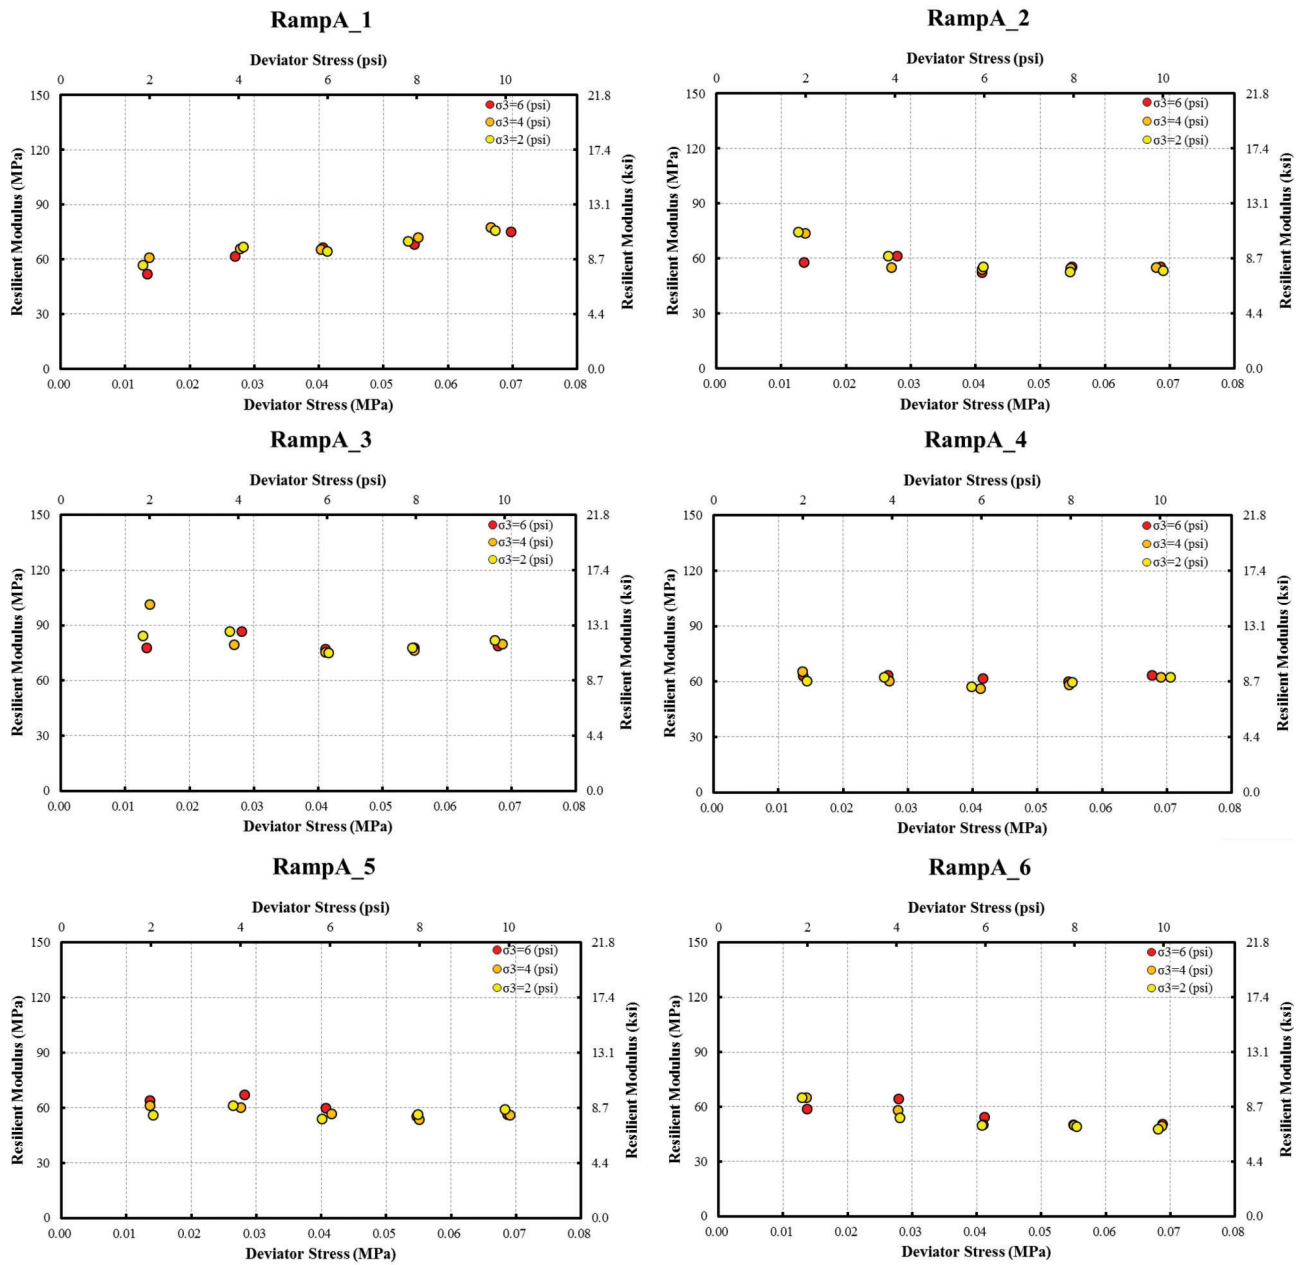 RampA_1
Deviator Stress (psi)
0 2 4 6 8 10
150 21.8
σ3=6 (psi)
σ3=4 (psi)
σ3=2 (psi)
120 17.4
90 13.1
60 8.7
30 4.4
0 0.0
Resilient Modulus (MPa)
Resilient Modulus (ksi)
0.00 0.01 0.02 0.03 0.04 0.05 0.06 0.07 0.08
Deviator Stress (MPa)
RampA_2
Deviator Stress (psi)
0 2 4 6 8 10
150 21.8
σ3=6 (psi)
σ3=4 (psi)
σ3=2 (psi)
120 17.4
90 13.1
60 8.7
30 4.4
0 0.0
Resilient Modulus (MPa)
Resilient Modulus (ksi)
0.00 0.01 0.02 0.03 0.04 0.05 0.06 0.07 0.08
Deviator Stress (MPa)
RampA_3
Deviator Stress (psi)
0 2 4 6 8 10
150 21.8
σ3=6 (psi)
σ3=4 (psi)
σ3=2 (psi)
120 17.4
90 13.1
60 8.7
30 4.4
0 0.0
Resilient Modulus (MPa)
Resilient Modulus (ksi)
0.00 0.01 0.02 0.03 0.04 0.05 0.06 0.07 0.08
Deviator Stress (MPa)
RampA_4
Deviator Stress (psi)
0 2 4 6 8 10
150 21.8
σ3=6 (psi)
σ3=4 (psi)
σ3=2 (psi)
120 17.4
90 13.1
60 8.7
30 4.4
0 0.0
Resilient Modulus (MPa)
Resilient Modulus (ksi)
0.00 0.01 0.02 0.03 0.04 0.05 0.06 0.07 0.08
Deviator Stress (MPa)
RampA_5
Deviator Stress (psi)
0 2 4 6 8 10
150 21.8
σ3=6 (psi)
σ3=4 (psi)
σ3=2 (psi)
120 17.4
90 13.1
60 8.7
30 4.4
0 0.0
Resilient Modulus (MPa)
Resilient Modulus (ksi)
0.00 0.01 0.02 0.03 0.04 0.05 0.06 0.07 0.08
Deviator Stress (MPa)
RampA_6
Deviator Stress (psi)
0 2 4 6 8 10
150 21.8
σ3=6 (psi)
σ3=4 (psi)
σ3=2 (psi)
120 17.4
90 13.1
60 8.7
30 4.4
0 0.0
Resilient Modulus (MPa)
Resilient Modulus (ksi)
0.00 0.01 0.02 0.03 0.04 0.05 0.06 0.07 0.08
Deviator Stress (MPa)